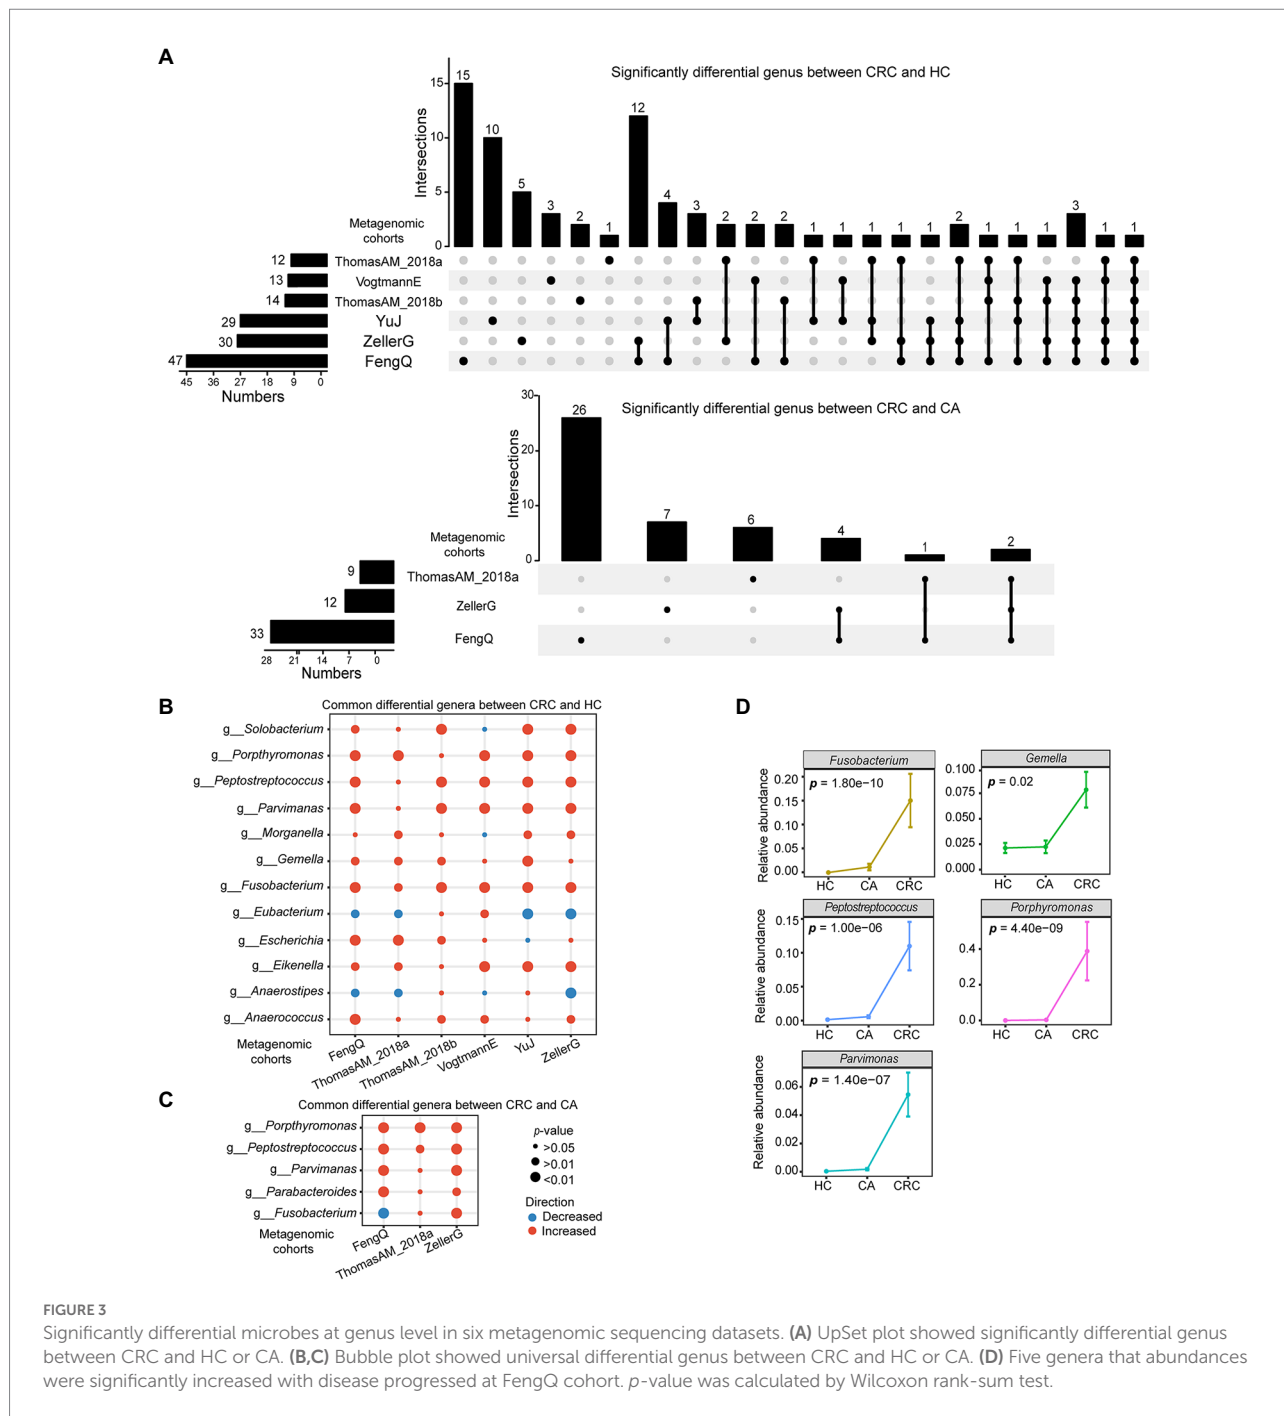 A
Significantly differential genus between CRC and HC
Intersections
15
10
5
0
15
10
5
3
2
1
12
4
3
2
2
2
1
1
1
1
1
2
1
1
1
3
1
1
Metagenomic
cohorts
12
ThomasAM_2018a
13
VogtmannE
14
ThomasAM_2018b
29
YuJ
30
ZellerG
47
FengQ
45 36 27 18 9 0
Numbers
Significantly differential genus between CRC and CA
Intersections
30
20
10
0
26
7
6
4
1
2
Metagenomic
cohorts
9
ThomasAM_2018a
12
ZellerG
33
FengQ
28 21 14 7 0
Numbers
B
Common differential genera between CRC and HC
g__Solobacterium
g__Porpthyromonas
g__Peptostreptococcus
g__Parvimanas
g__Morganella
g__Gemella
g__Fusobacterium
g__Eubacterium
g__Escherichia
g__Eikenella
g__Anaerostipes
g__Anaerococcus
Metagenomic
cohorts
FengQ
ThomasAM_2018a
ThomasAM_2018b
VogtmannE
YuJ
ZellerG
C
Common differential genera between CRC and CA
g__Porpthyromonas
g__Peptostreptococcus
g__Parvimanas
g__Parabacteroides
g__Fusobacterium
Metagenomic
cohorts
FengQ
ThomasAM_2018a
ZellerG
p-value
>0.05
>0.01
<0.01
Direction
Decreased
Increased
D
Fusobacterium
p = 1.80e−10
Relative abundance
0.20
0.15
0.10
0.05
0.00
HC CA CRC
Gemella
p = 0.02
0.100
0.075
0.050
0.025
0.000
HC CA CRC
Peptostreptococcus
p = 1.00e−06
Relative abundance
0.15
0.10
0.05
0.00
HC CA CRC
Porphyromonas
p = 4.40e−09
0.4
0.2
0.0
HC CA CRC
Parvimonas
p = 1.40e−07
Relative abundance
0.06
0.04
0.02
0.00
HC CA CRC
FIGURE 3
Significantly differential microbes at genus level in six metagenomic sequencing datasets. (A) UpSet plot showed significantly differential genus
between CRC and HC or CA. (B,C) Bubble plot showed universal differential genus between CRC and HC or CA. (D) Five genera that abundances
were significantly increased with disease progressed at FengQ cohort. p-value was calculated by Wilcoxon rank-sum test.